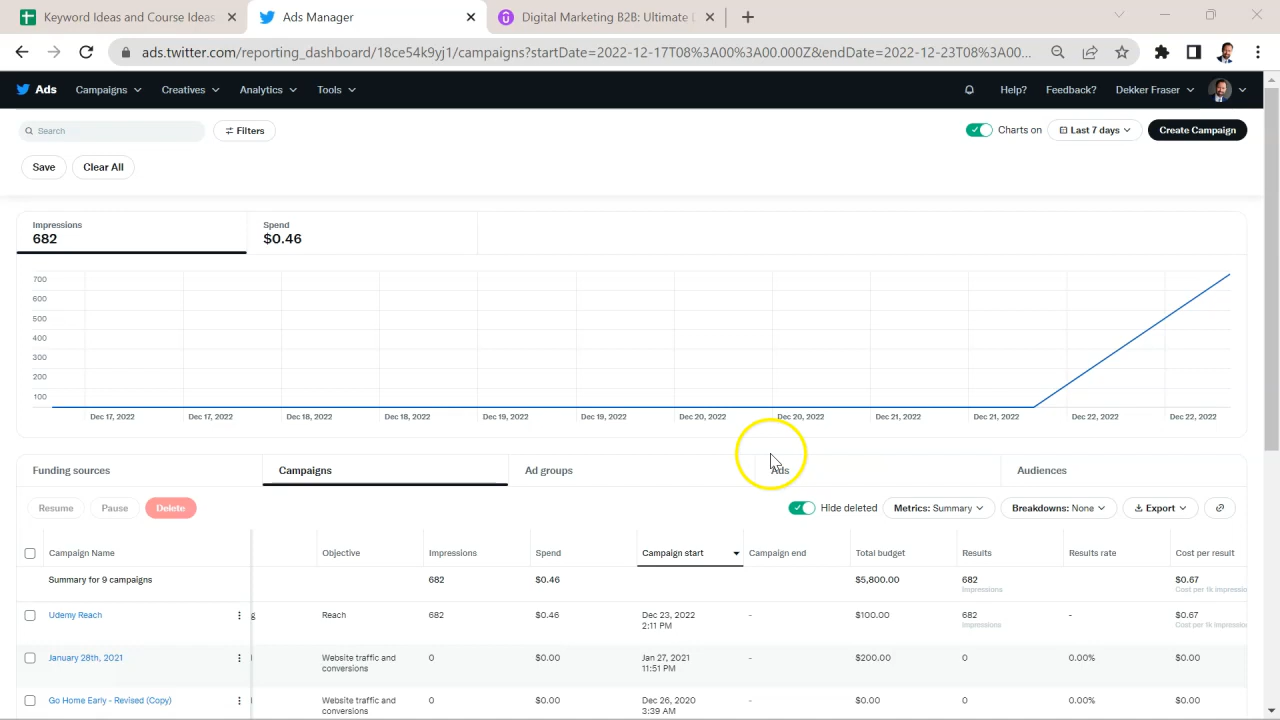 Keyword Ideas and Course Ideas
Ads Manager
Digital Marketing B2B: Ultimate
ads.twitter.com/reporting_dashboard/18ce54k9yj1/campaigns?startDate=2022-12-17T08%3A00%3A00.000Z&endDate=2022-12-23T08%3A00...
Ads Campaigns Creatives Analytics Tools Help? Feedback? Dekker Fraser
Search Filters Charts on Last 7 days Create Campaign
Save Clear All
Impressions Spend
682 $0.46
700
600
500
400
300
200
100
Dec 17, 2022 Dec 17, 2022 Dec 18, 2022 Dec 18, 2022 Dec 19, 2022 Dec 19, 2022 Dec 20, 2022 Dec 20, 2022 Dec 21, 2022 Dec 21, 2022 Dec 22, 2022 Dec 22, 2022
Funding sources Campaigns Ad groups Ads Audiences
Resume Pause Delete Hide deleted Metrics: Summary Breakdowns: None Export
Campaign Name Objective Impressions Spend Campaign start Campaign end Total budget Results Results rate Cost per result
Summary for 9 campaigns 682 $0.46 $5,800.00 682 $0.67
Impressions Cost per 1k impressio
Udemy Reach g Reach 682 $0.46 Dec 23, 2022 - $100.00 682 - $0.67
2:11 PM Impressions Cost per 1k impression
January 28th, 2021 Website traffic and 0 $0.00 Jan 27, 2021 - $200.00 0 0.00% $0.00
conversions 11:51 PM
Go Home Early - Revised (Copy) Website traffic and 0 $0.00 Dec 26, 2020 - $0.00 0 0.00% $0.00
conversions 3:39 AM